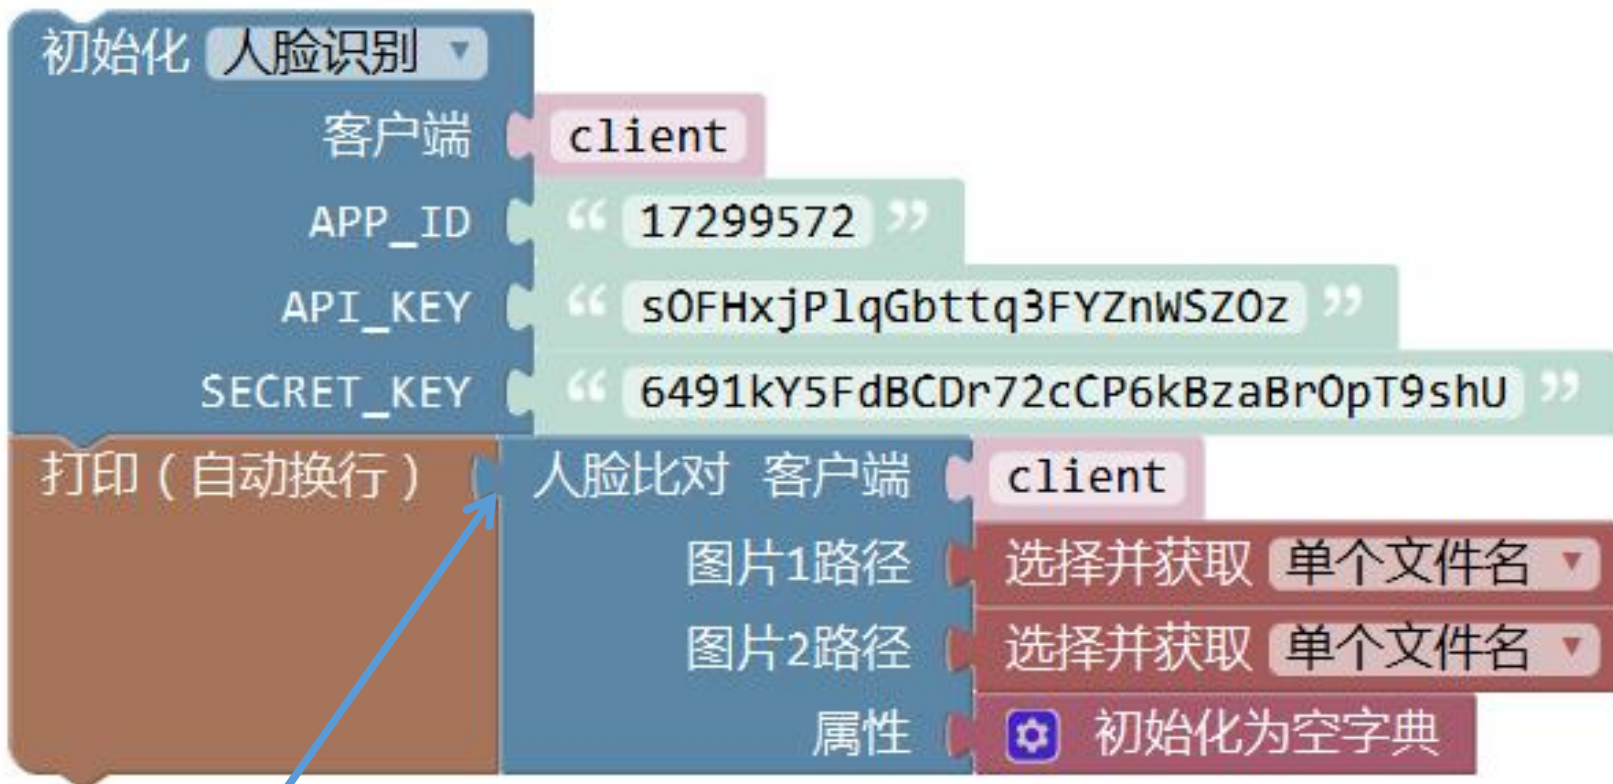 初始化 人脸识别
客户端 client
APP_ID “ 17299572 ”
API_KEY “ sOFHxjPlqGbttq3FYZnWSZOz ”
SECRET_KEY “ 6491kY5FdBCDr72cCP6kBzaBrOpT9shU ”
打印（自动换行） 人脸比对 客户端 client
图片1路径 选择并获取 单个文件名
图片2路径 选择并获取 单个文件名
属性 初始化为空字典